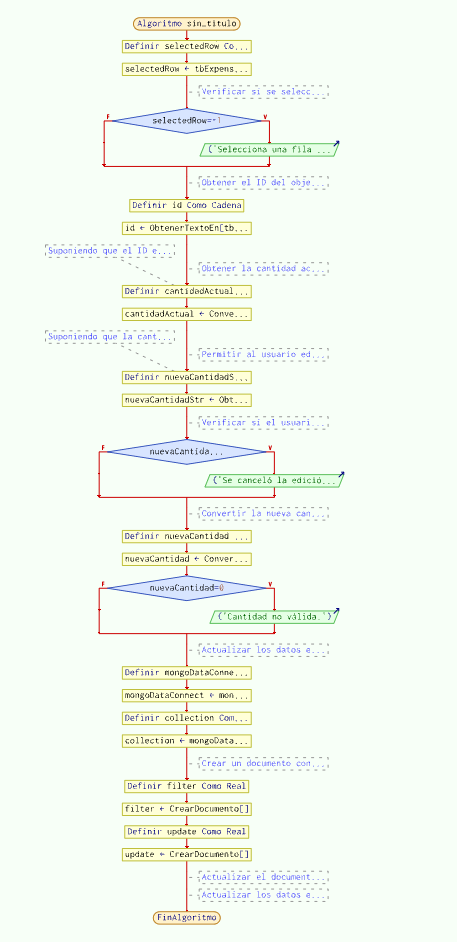 Algoritmo sin_titulo
Definir selectedRow Co...
selectedRow ← tbExpens...
Verificar si se selecc...
selectedRow=-1
F
V
('Selecciona una fila ...
Obtener el ID del obje...
Definir id Como Cadena
id ← ObtenerTextoEn[tb...
Suponiendo que el ID e...
Obtener la cantidad ac...
Definir cantidadActual...
cantidadActual ← Conve...
Suponiendo que la cant...
Permitir al usuario ed...
Definir nuevaCantidadS...
nuevaCantidadStr ← Obt...
Verificar si el usuari...
F
V
nuevaCantida...
('Se canceló la edició...
Convertir la nueva can...
Definir nuevaCantidad ...
nuevaCantidad ← Conver...
F
V
nuevaCantidad=0
('Cantidad no válida.')
Actualizar los datos e...
Definir mongoDataConne...
mongoDataConnect ← mon...
Definir collection Com...
collection ← mongoData...
Crear un documento con...
Definir filter Como Real
filter ← CrearDocumento[]
Definir update Como Real
update ← CrearDocumento[]
Actualizar el document...
Actualizar los datos e...
FinAlgoritmo